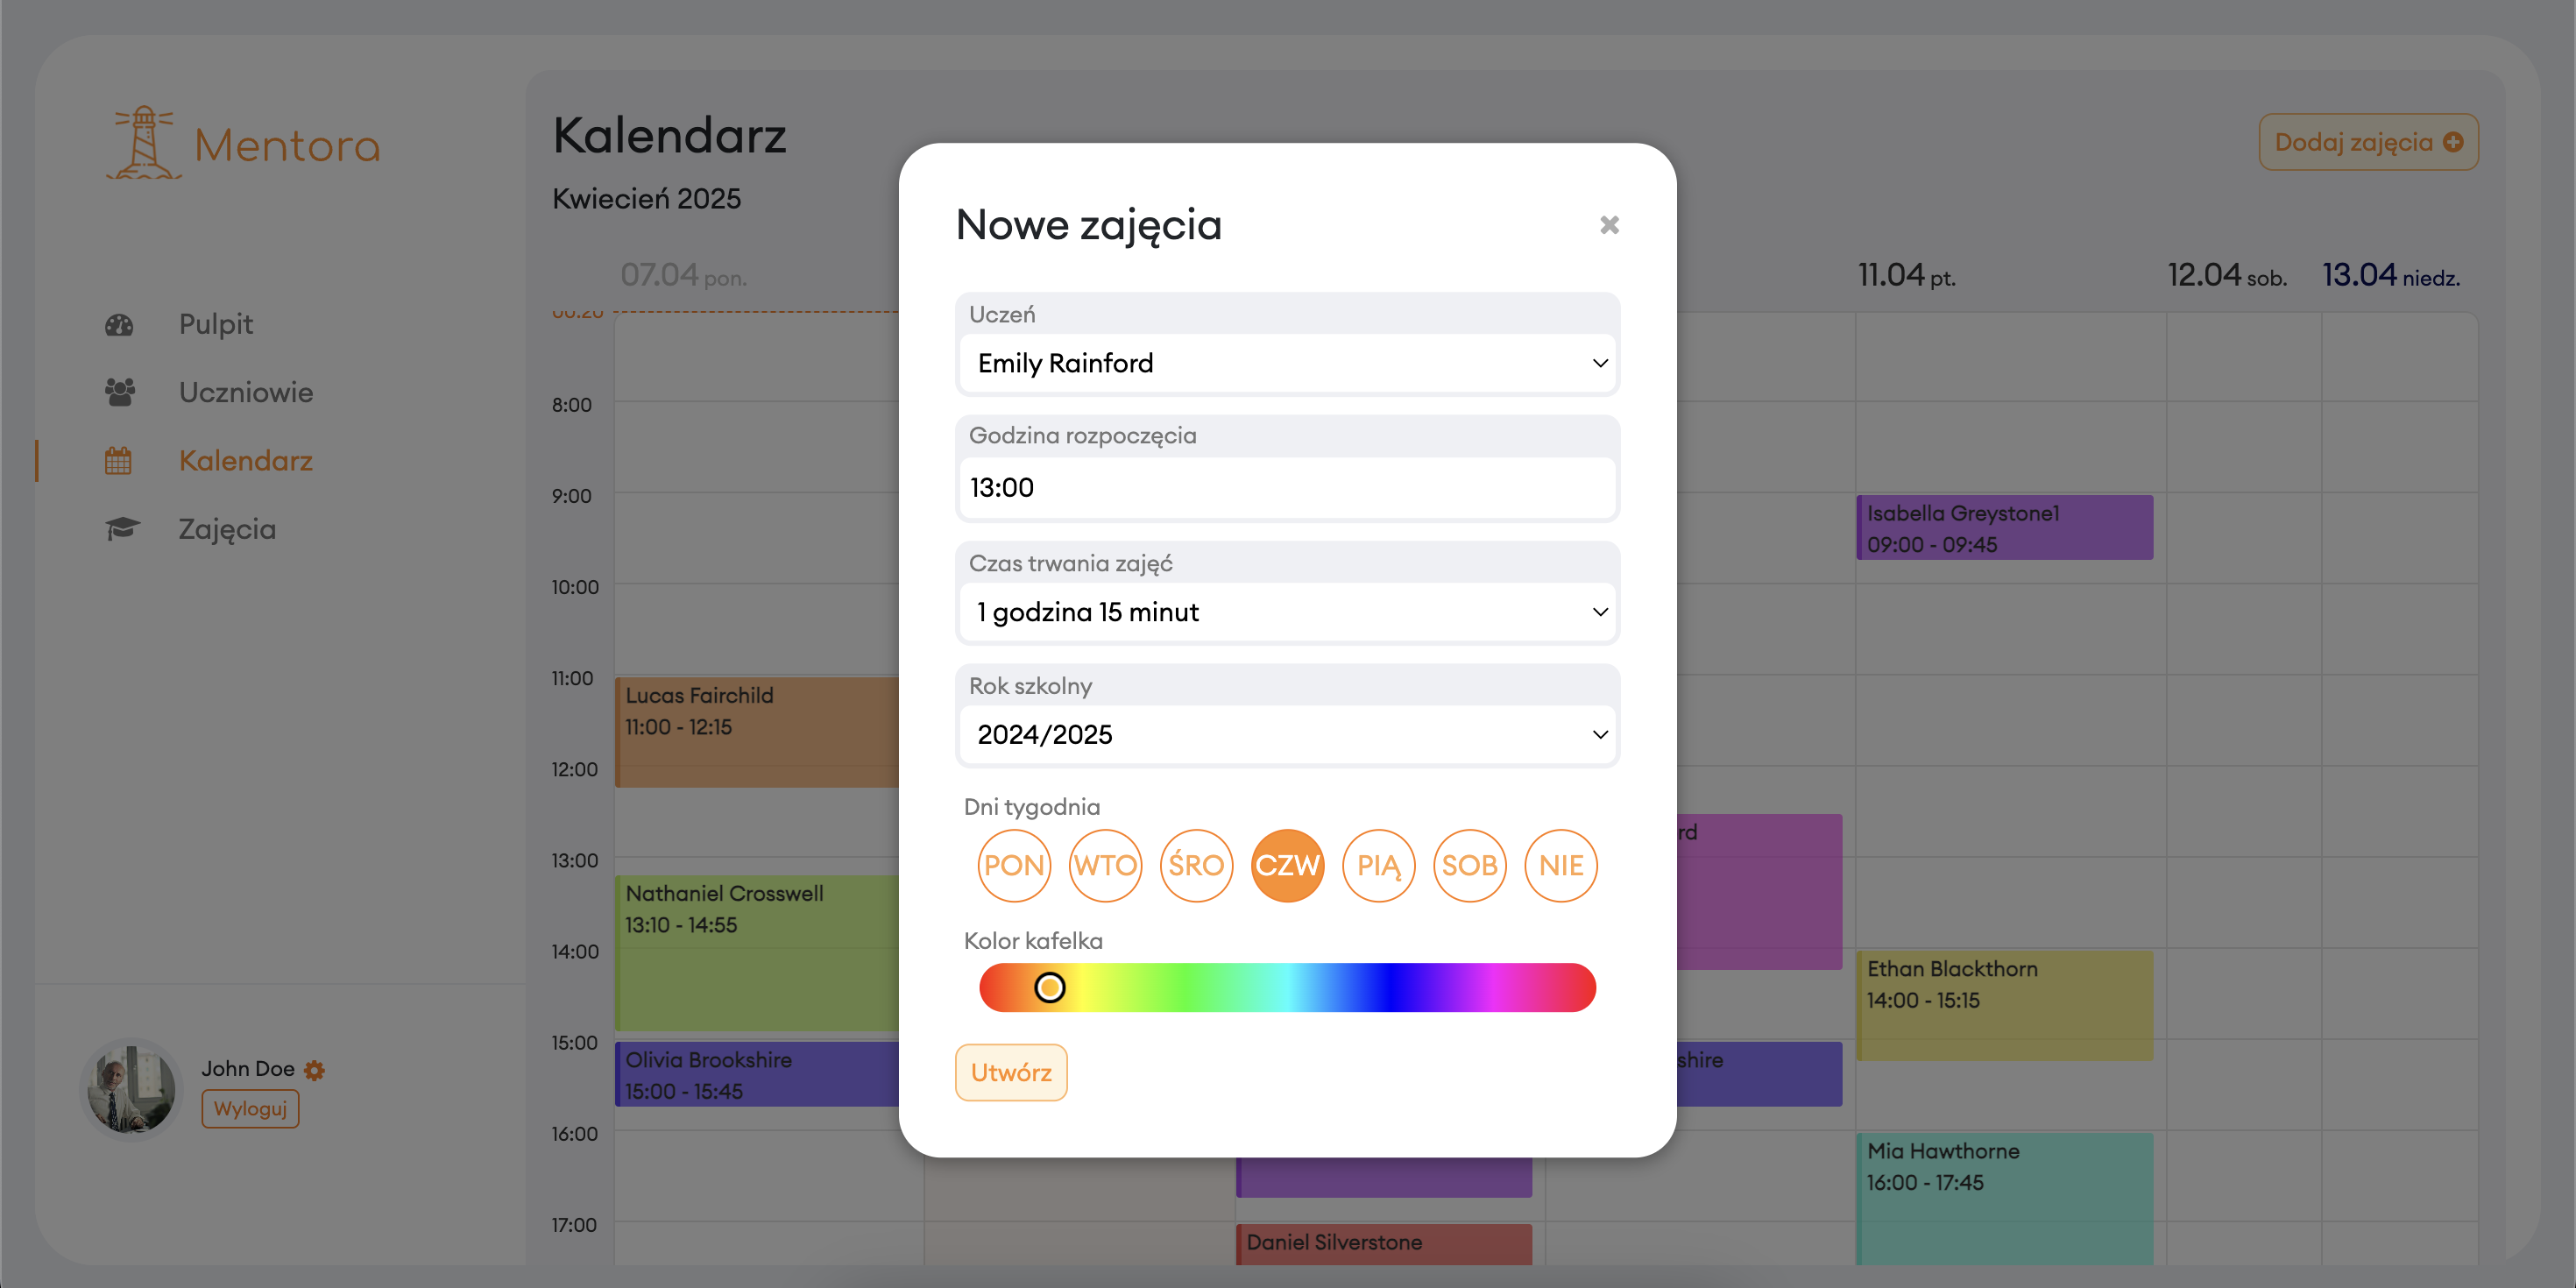 Mentora
Pulpit
Uczniowie
Kalendarz
Zajęcia
John Doe
Wyloguj
Kalendarz
Kwiecień 2025
Dodaj zajęcia
07.04 pon.
11.04 pt.
12.04 sob.
13.04 niedz.
8:00
9:00
10:00
11:00
12:00
13:00
14:00
15:00
16:00
17:00
Lucas Fairchild
11:00 - 12:15
Nathaniel Crosswell
13:10 - 14:55
Olivia Brookshire
15:00 - 15:45
Nowe zajęcia
Uczeń
Emily Rainford
Godzina rozpoczęcia
13:00
Czas trwania zajęć
1 godzina 15 minut
Rok szkolny
2024/2025
Dni tygodnia
PON WTO ŚRO CZW PIĄ SOB NIE
Kolor kafelka
Utwórz
Daniel Silverstone
rd
shire
Isabella Greystone1
09:00 - 09:45
Ethan Blackthorn
14:00 - 15:15
Mia Hawthorne
16:00 - 17:45